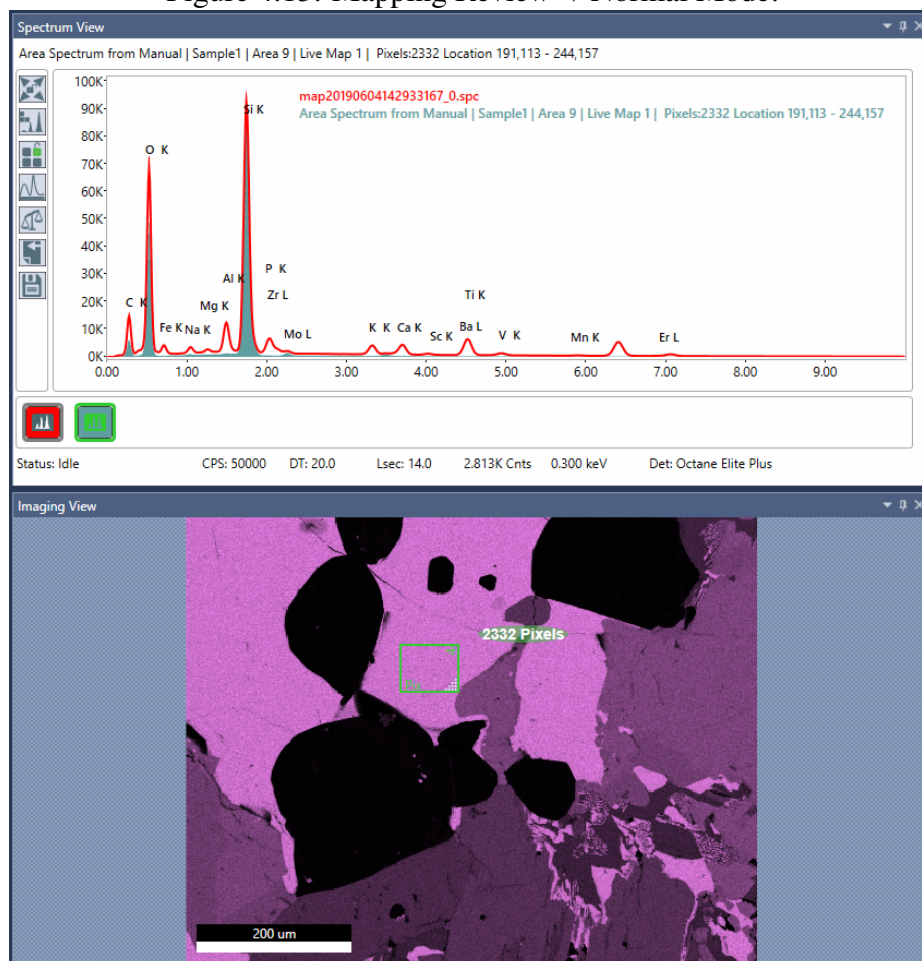 Figure 4.15: Mapping Review -> Normal Mode.
Spectrum View
Area Spectrum from Manual | Sample1 | Area 9 | Live Map 1 | Pixels:2332 Location 191,113 - 244,157
100K
map20190604142933167_0.spc
90K
Si K
Area Spectrum from Manual | Sample1 | Area 9 | Live Map 1 | Pixels:2332 Location 191,113 - 244,157
80K
O K
70K
60K
50K
40K
30K
P K
Al K
20K
Mg K
Zr L
Ti K
C K
10K
Fe K
Na K
Mo L
K K
Ca K
Sc K
Ba L
V K
Mn K
Er L
0K
0.00 1.00 2.00 3.00 4.00 5.00 6.00 7.00 8.00 9.00
Status: Idle CPS: 50000 DT: 20.0 Lsec: 14.0 2.813K Cnts 0.300 keV Det: Octane Elite Plus
Imaging View
2332 Pixels
200 um